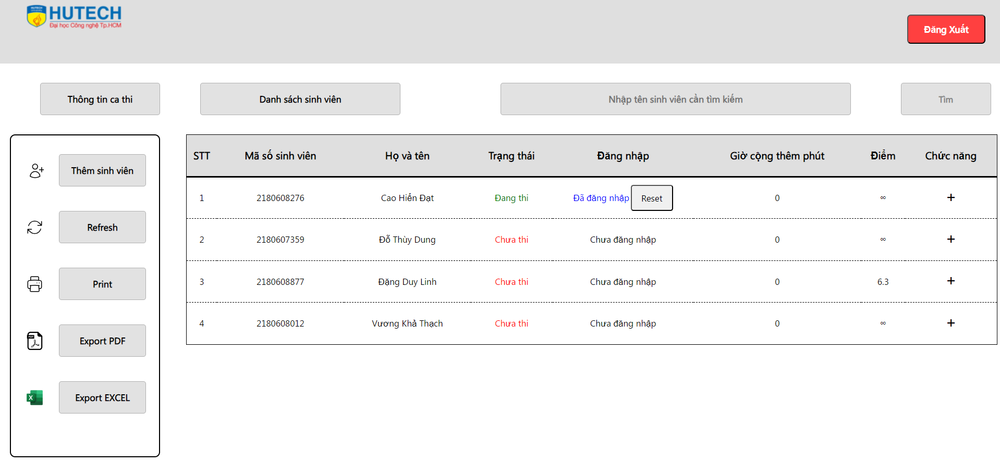 HUTECH
Đại học Công nghệ Tp.HCM
Đăng Xuất
Thông tin ca thi
Danh sách sinh viên
Nhập tên sinh viên cần tìm kiếm
Tìm
Thêm sinh viên
Refresh
Print
Export PDF
Export EXCEL
STT Mã số sinh viên Họ và tên Trạng thái Đăng nhập Giờ cộng thêm phút Điểm Chức năng
1 2180608276 Cao Hiển Đạt Đang thi Đã đăng nhập Reset 0 ∞ +
2 2180607359 Đỗ Thùy Dung Chưa thi Chưa đăng nhập 0 ∞ +
3 2180608877 Đặng Duy Linh Chưa thi Chưa đăng nhập 0 6.3 +
4 2180608012 Vương Khả Thạch Chưa thi Chưa đăng nhập 0 ∞ +